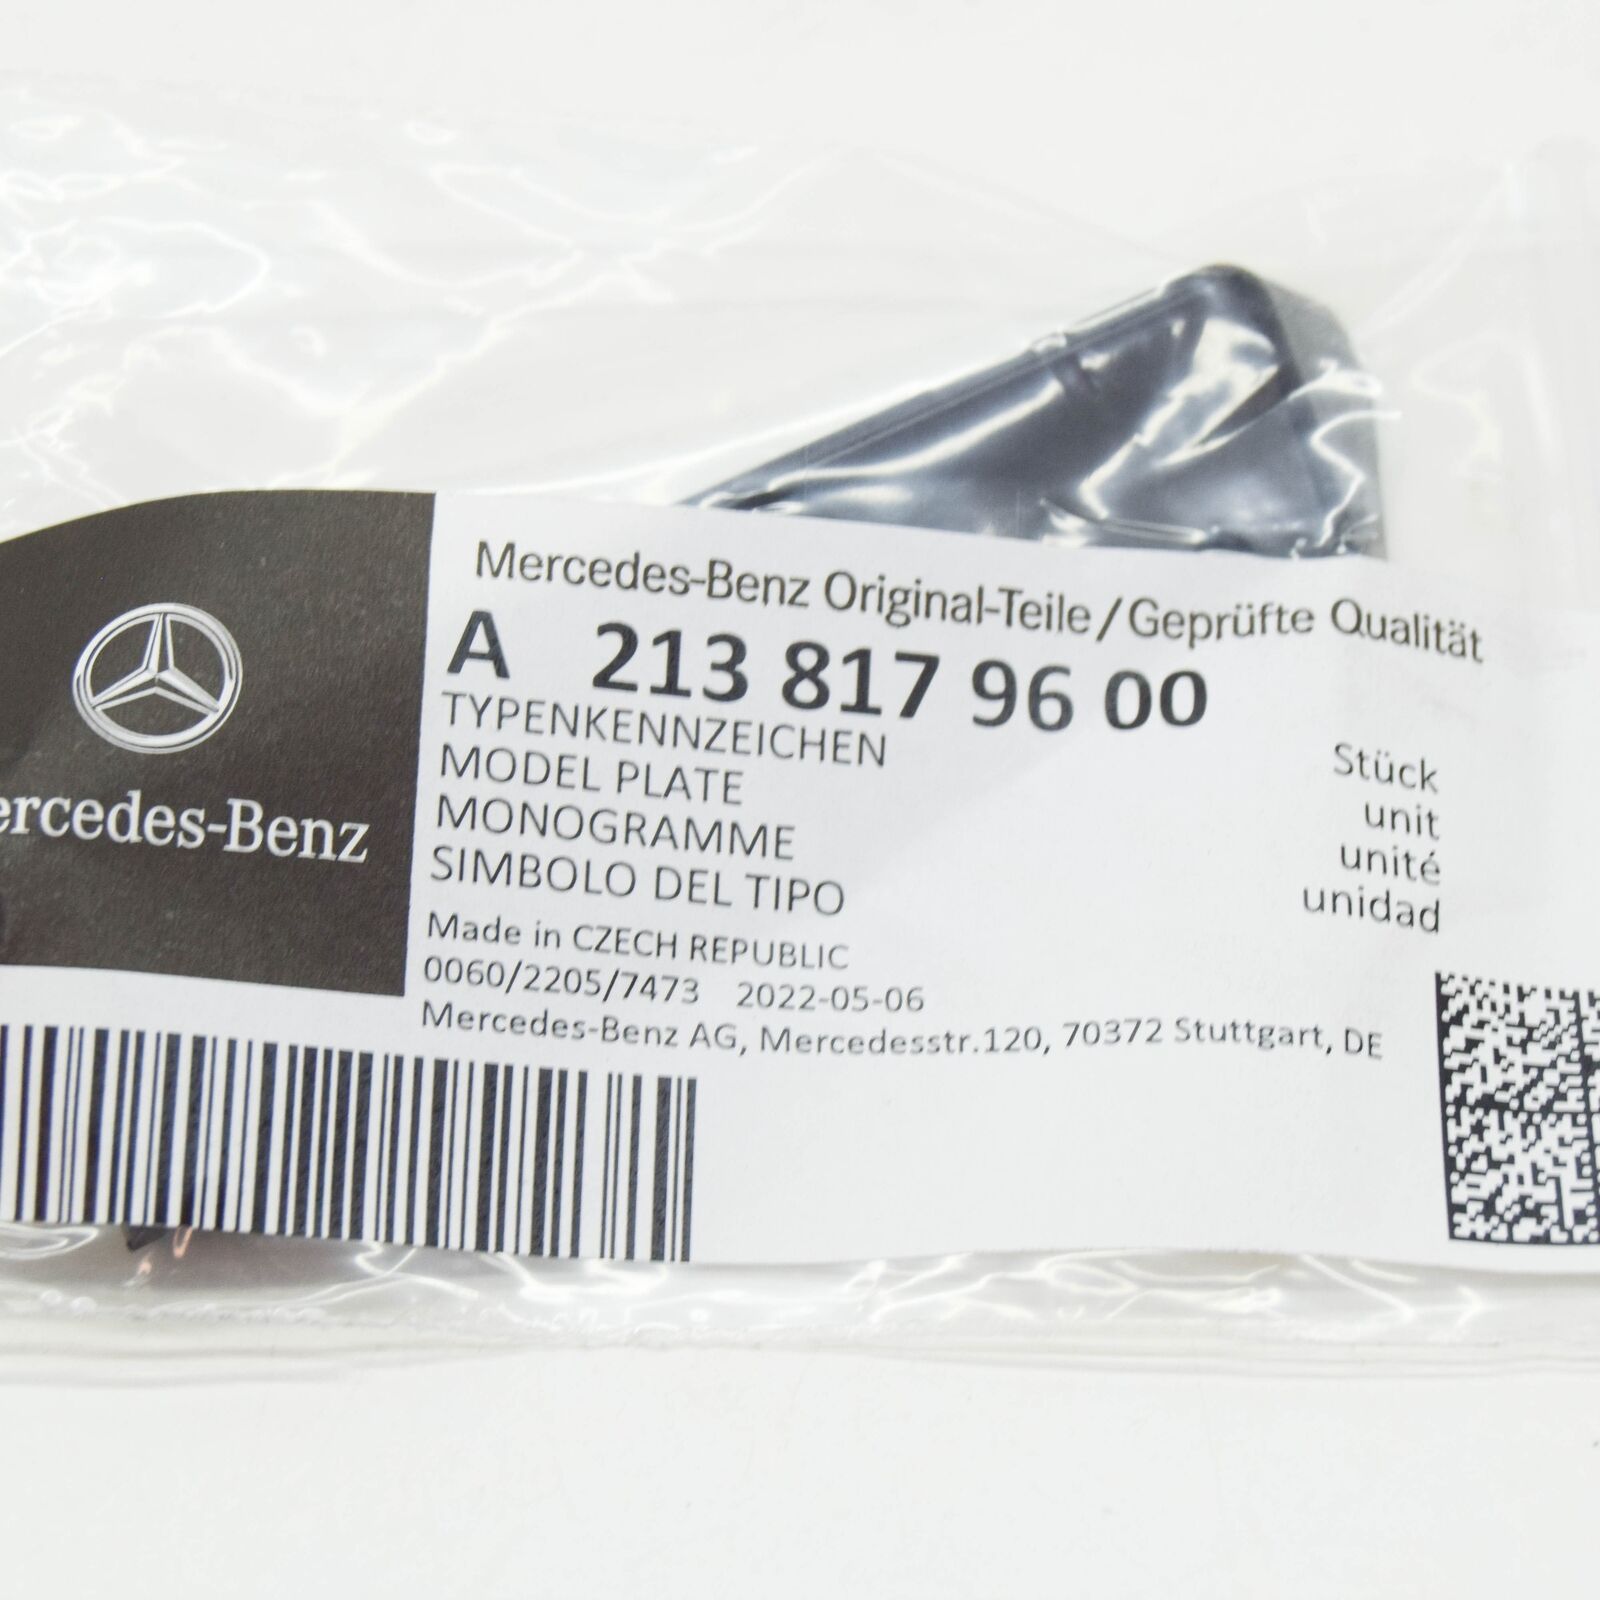 Mercedes-Benz Original-Teile/Geprüfte Qualität
A 213 817 96 00
TYPENKENNZEICHEN
MODEL PLATE
MONOGRAMME
SIMBOLO DEL TIPO
Stück
unit
unité
unidad
Made in CZECH REPUBLIC
0060/2205/7473 2022-05-06
Mercedes-Benz AG, Mercedesstr.120, 70372 Stuttgart, DE
ercedes-Benz